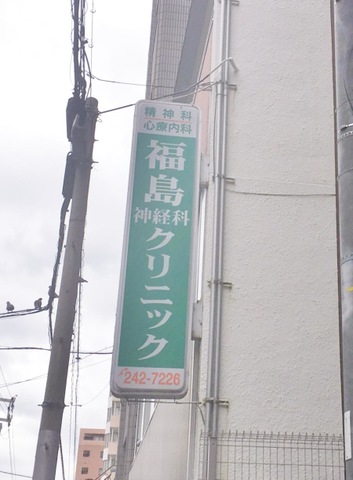 精神科
心療内科
福島
神経科
クリニック
242-7226